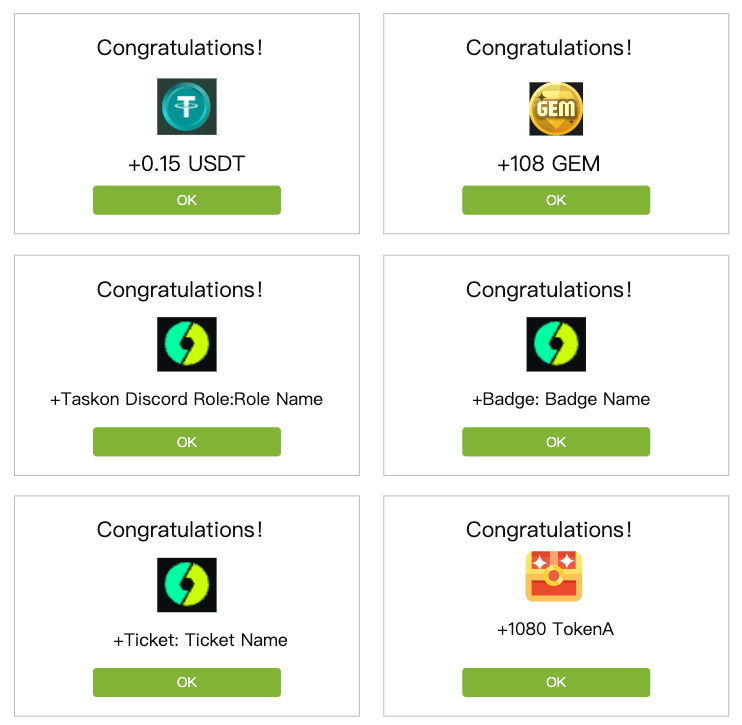 Congratulations!
T
+0.15 USDT
OK
Congratulations!
GEM
+108 GEM
OK
Congratulations!
+Taskon Discord Role:Role Name
OK
Congratulations!
+Badge: Badge Name
OK
Congratulations!
+Ticket: Ticket Name
OK
Congratulations!
+1080 TokenA
OK